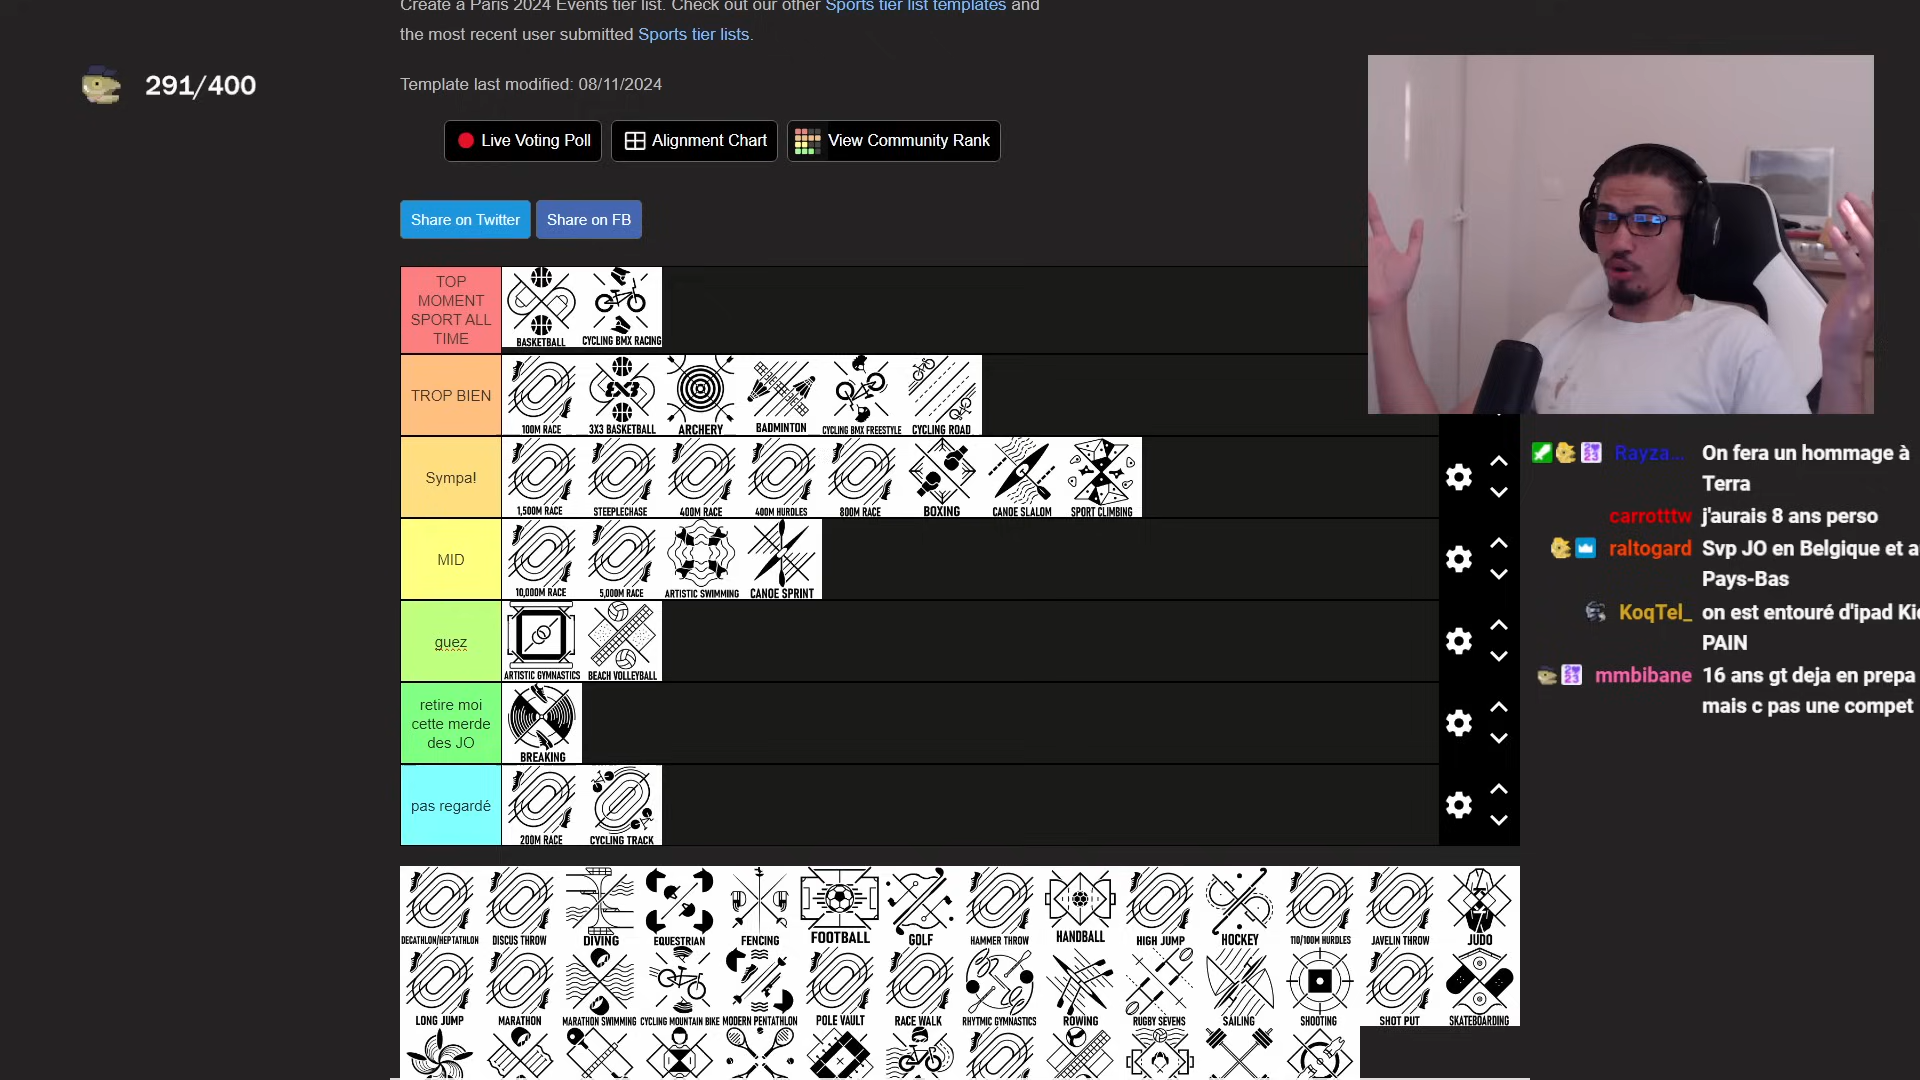 Create a Paris 2024 Events tier list. Check out our other Sports tier list templates and
the most recent user submitted Sports tier lists.
291/400
Template last modified: 08/11/2024
Live Voting Poll
Alignment Chart
View Community Rank
Share on Twitter
Share on FB
TOP
MOMENT
SPORT ALL
TIME
BASKETBALL
CYCLING BMX RACING
TROP BIEN
100M RACE
3X3
3X3 BASKETBALL
ARCHERY
BADMINTON
CYCLING BMX FREESTYLE
CYCLING ROAD
Sympa!
1,500M RACE
STEEPLECHASE
400M RACE
400M HURDLES
800M RACE
BOXING
CANOE SLALOM
SPORT CLIMBING
MID
10,000M RACE
5,000M RACE
ARTISTIC SWIMMING
CANOE SPRINT
guez
ARTISTIC GYMNASTICS
BEACH VOLLEYBALL
retire moi
cette merde
des JO
BREAKING
pas regardé
200M RACE
CYCLING TRACK
DECATHLON/HEPTATHLON
DISCUS THROW
DIVING
EQUESTRIAN
FENCING
FOOTBALL
GOLF
HAMMER THROW
HANDBALL
HIGH JUMP
HOCKEY
110/100M HURDLES
JAVELIN THROW
JUDO
LONG JUMP
MARATHON
MARATHON SWIMMING
CYCLING MOUNTAIN BIKE
MODERN PENTATHLON
POLE VAULT
RACE WALK
RHYTMIC GYMNASTICS
ROWING
RUGBY SEVENS
SAILING
SHOOTING
SHOT PUT
SKATEBOARDING
Rayza... On fera un hommage à
Terra
carrotttw j'aurais 8 ans perso
raltogard Svp JO en Belgique et a
Pays-Bas
KoqTel_ on est entouré d'ipad Ki
PAIN
mmbibane 16 ans gt deja en prepa
mais c pas une compet